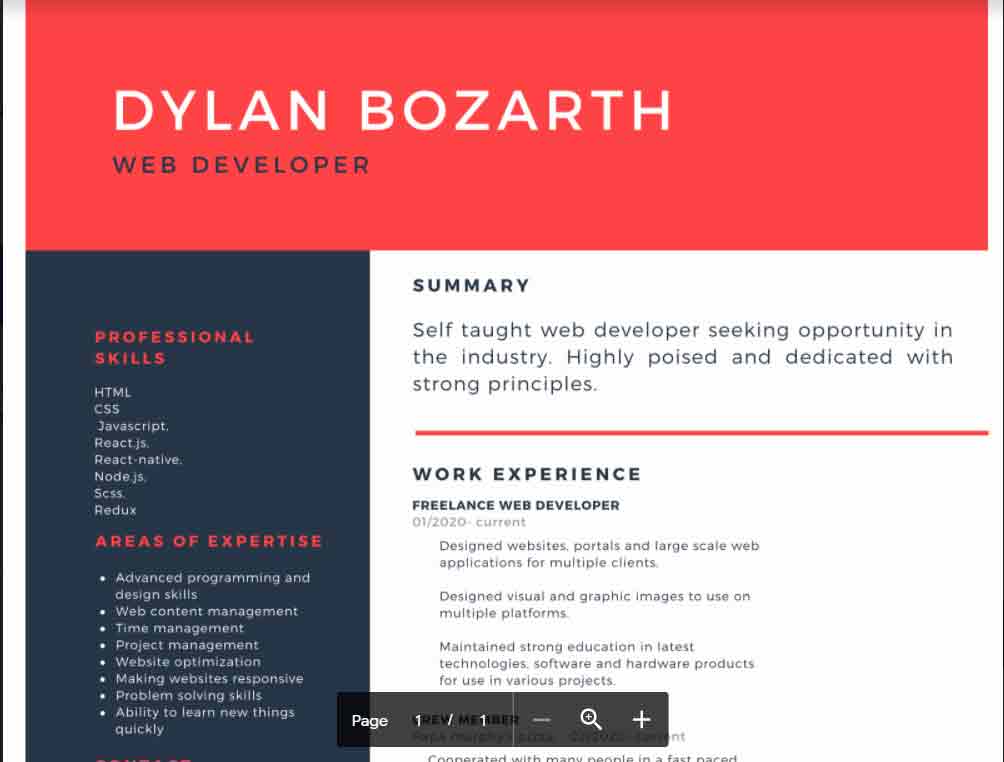 DYLAN BOZARTH
WEB DEVELOPER
PROFESSIONAL
SKILLS
HTML
CSS
Javascript,
React.js,
React-native,
Node.js,
Scss,
Redux
AREAS OF EXPERTISE
Advanced programming and
design skills
Web content management
Time management
Project management
Website optimization
Making websites responsive
Problem solving skills
Ability to learn new things
quickly
CONTACT
SUMMARY
Self taught web developer seeking opportunity in
the industry. Highly poised and dedicated with
strong principles.
WORK EXPERIENCE
FREELANCE WEB DEVELOPER
01/2020- current
Designed websites, portals and large scale web
applications for multiple clients.
Designed visual and graphic images to use on
multiple platforms.
Maintained strong education in latest
technologies, software and hardware products
for use in various projects.
CREW MEMBER
Papa murphy's pizza current
Cooperated with many people in a fast paced
Page 1 / 1